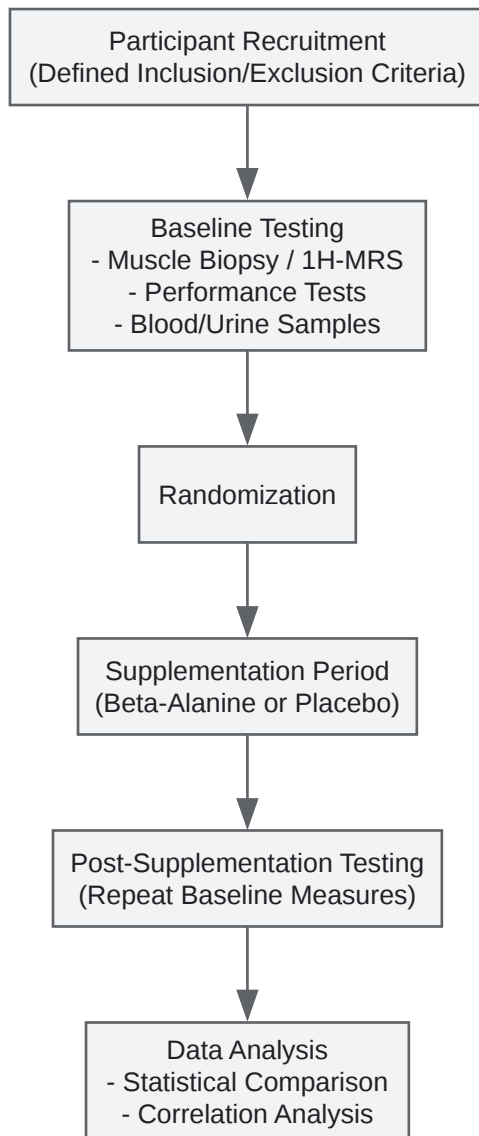 Participant Recruitment
(Defined Inclusion/Exclusion Criteria)
Baseline Testing
- Muscle Biopsy / 1H-MRS
- Performance Tests
- Blood/Urine Samples
Randomization
Supplementation Period
(Beta-Alanine or Placebo)
Post-Supplementation Testing
(Repeat Baseline Measures)
Data Analysis
- Statistical Comparison
- Correlation Analysis